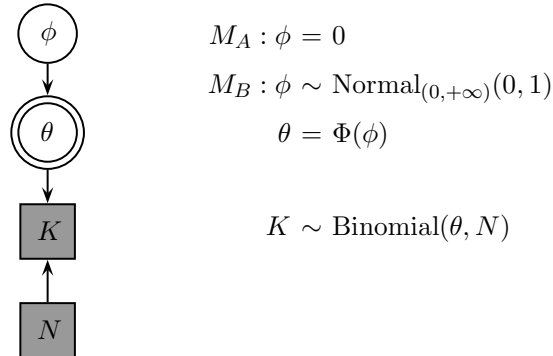 ϕ
M_A : ϕ = 0
M_B : ϕ ∼ Normal_{(0,+∞)}(0, 1)
θ
θ = Φ(ϕ)
K
K ∼ Binomial(θ, N)
N